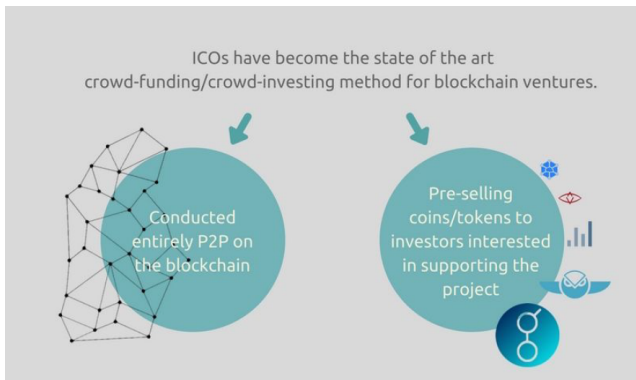 ICOs have become the state of the art
crowd-funding/crowd-investing method for blockchain ventures.
Conducted
entirely P2P on
the blockchain
Pre-selling
coins/tokens to
investors interested
in supporting the
project